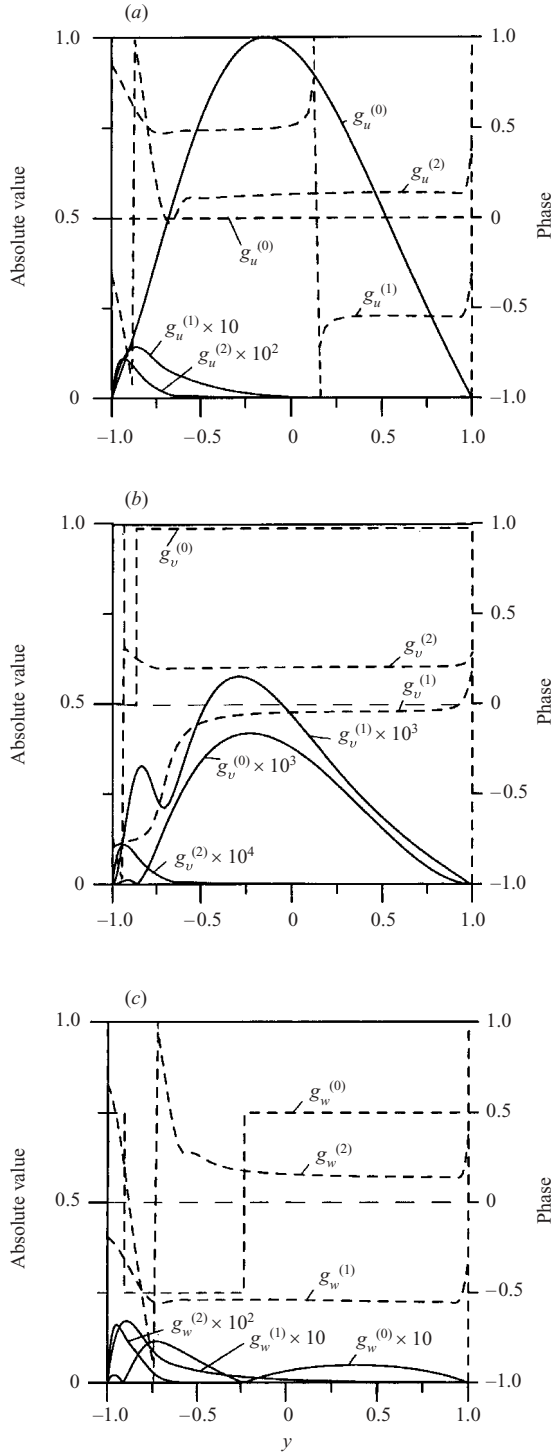 (a)
1.0
1.0
g_u^(0)
0.5
g_u^(2)
Absolute value
0.5
0
Phase
g_u^(0)
g_u^(1)
−0.5
g_u^(1) × 10
g_u^(2) × 10^2
0
−1.0
−1.0
−0.5
0
0.5
1.0
(b)
1.0
1.0
g_v^(0)
0.5
g_v^(2)
g_v^(1)
Absolute value
0.5
0
Phase
g_v^(1) × 10^3
g_v^(0) × 10^3
−0.5
g_v^(2) × 10^4
0
−1.0
−1.0
−0.5
0
0.5
1.0
(c)
1.0
1.0
g_w^(0)
0.5
g_w^(2)
Absolute value
0.5
0
Phase
g_w^(1)
−0.5
g_w^(2) × 10^2
g_w^(1) × 10
g_w^(0) × 10
0
−1.0
−1.0
−0.5
0
0.5
1.0
y